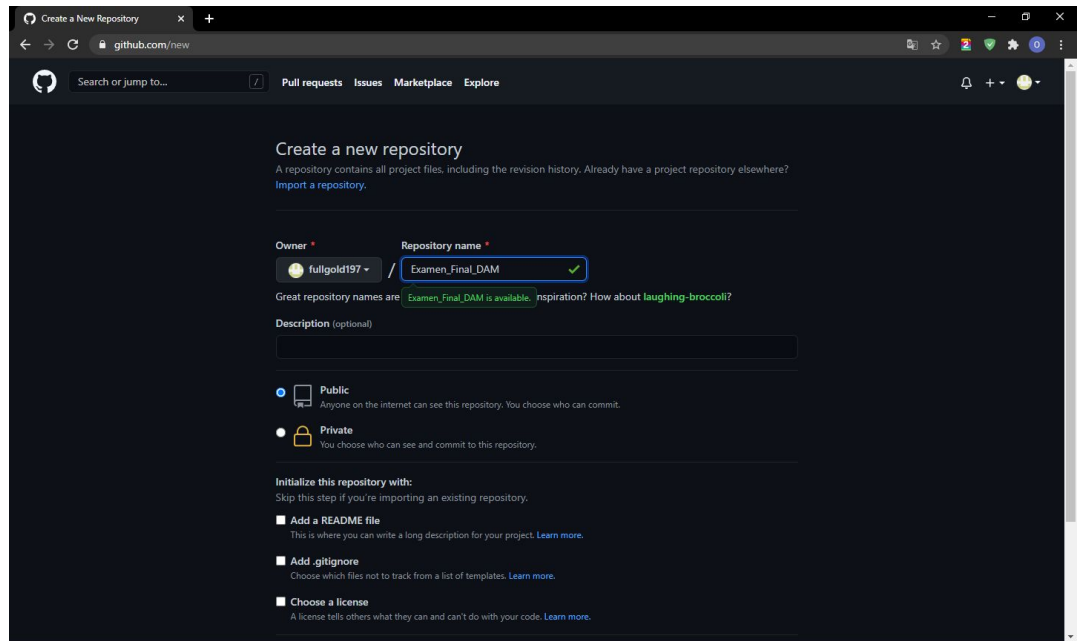 Create a New Repository
github.com/new
2
0
Search or jump to...
/
Pull requests Issues Marketplace Explore
Create a new repository
A repository contains all project files, including the revision history. Already have a project repository elsewhere?
Import a repository.
Owner * Repository name *
fullgold197 / Examen_Final_DAM
Great repository names are Examen_Final_DAM is available. nspiration? How about laughing-broccoli?
Description (optional)
Public
Anyone on the internet can see this repository. You choose who can commit.
Private
You choose who can see and commit to this repository.
Initialize this repository with:
Skip this step if you're importing an existing repository.
Add a README file
This is where you can write a long description for your project. Learn more.
Add .gitignore
Choose which files not to track from a list of templates. Learn more.
Choose a license
A license tells others what they can and can't do with your code. Learn more.